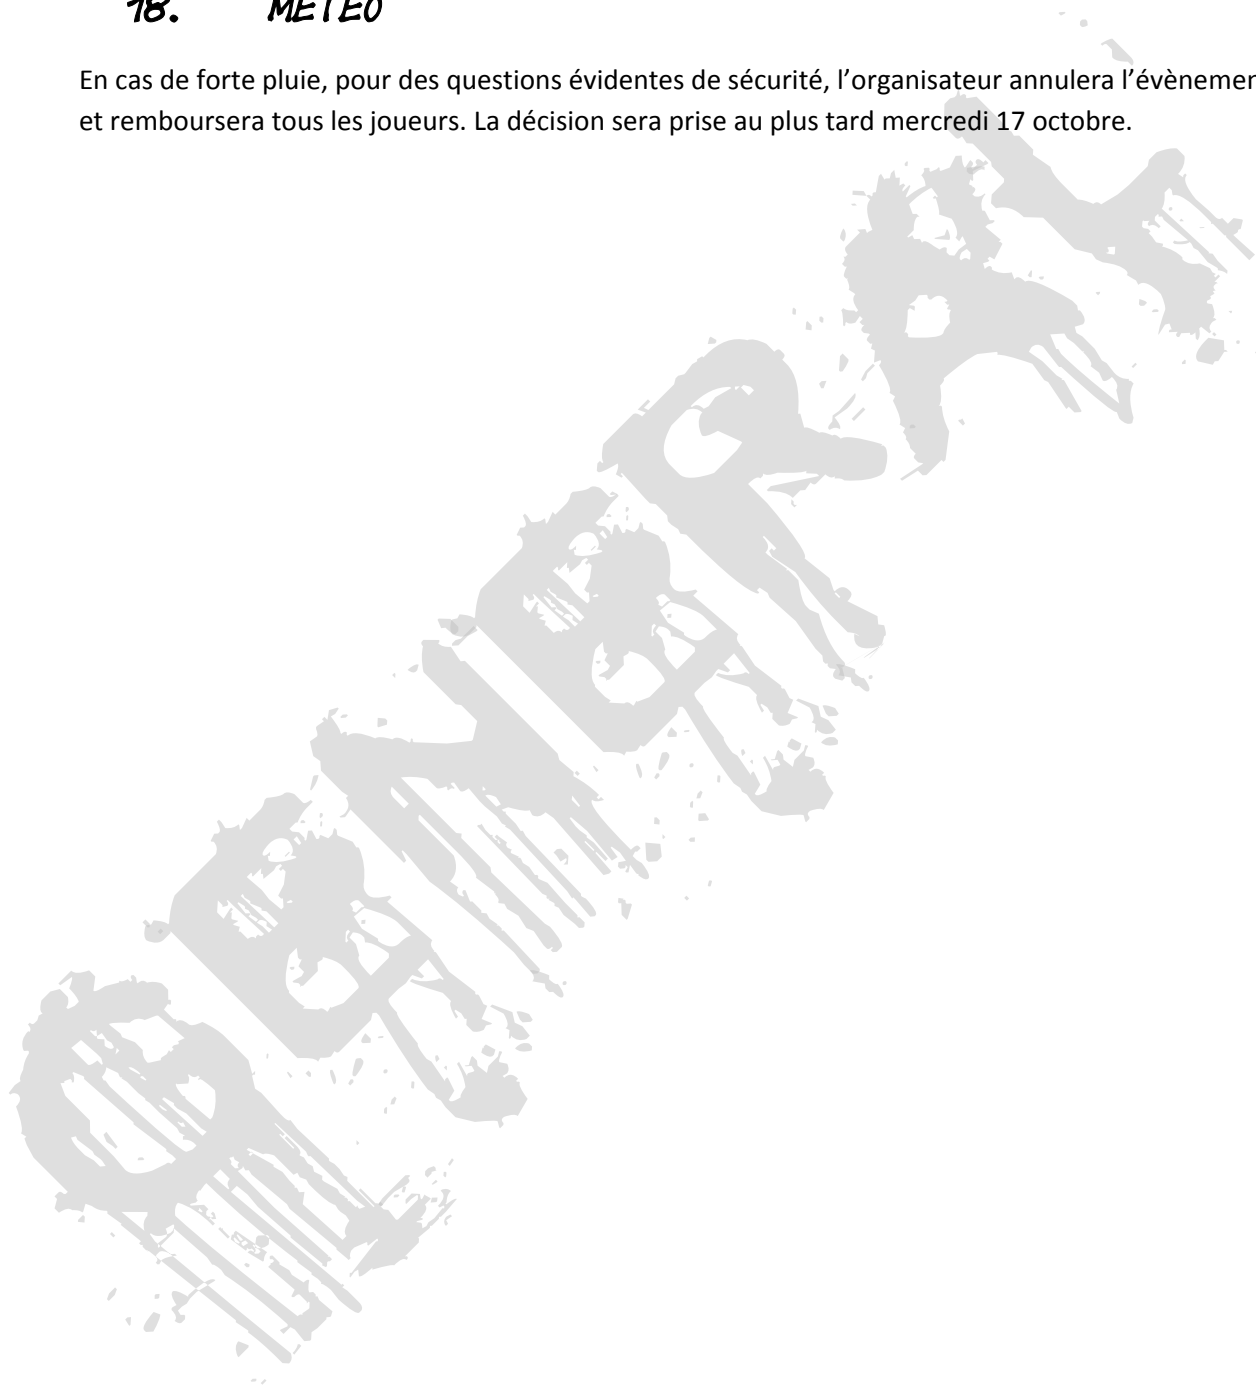 18. METEO
En cas de forte pluie, pour des questions évidentes de sécurité, l’organisateur annulera l’évènemen
et remboursera tous les joueurs. La décision sera prise au plus tard mercredi 17 octobre.
GENERAL